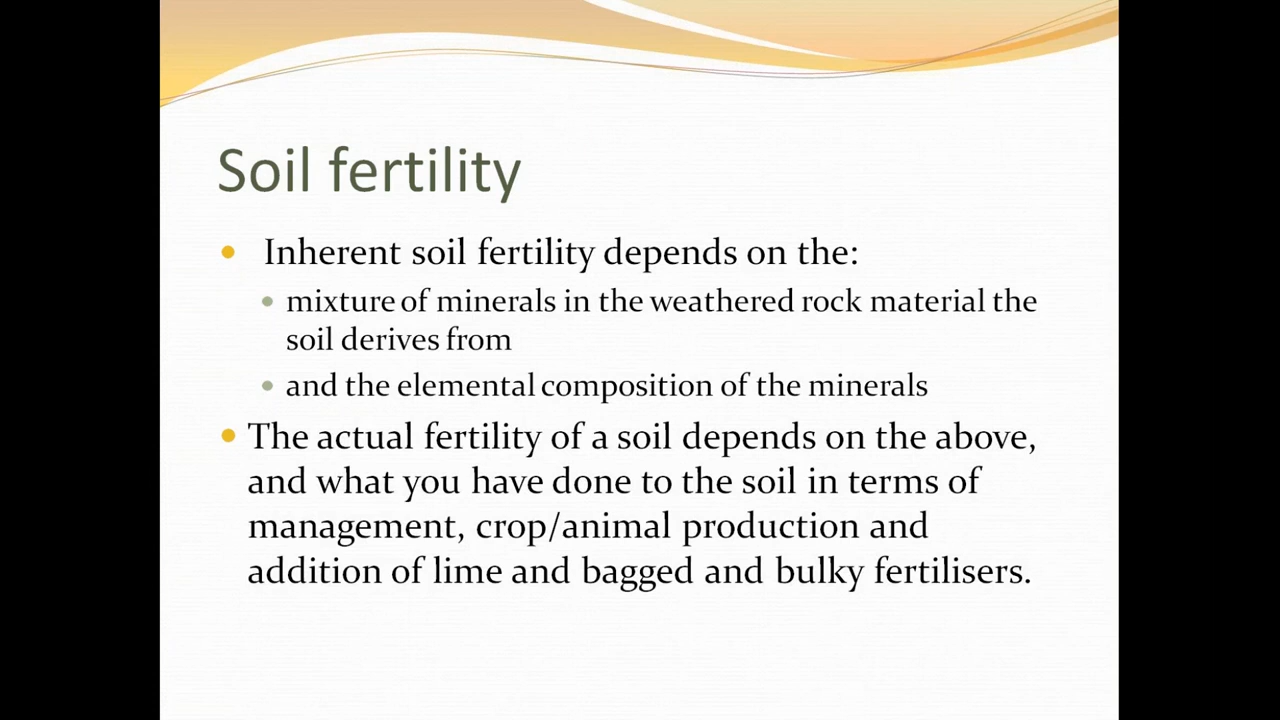 Soil fertility
Inherent soil fertility depends on the:
mixture of minerals in the weathered rock material the
soil derives from
and the elemental composition of the minerals
The actual fertility of a soil depends on the above,
and what you have done to the soil in terms of
management, crop/animal production and
addition of lime and bagged and bulky fertilisers.